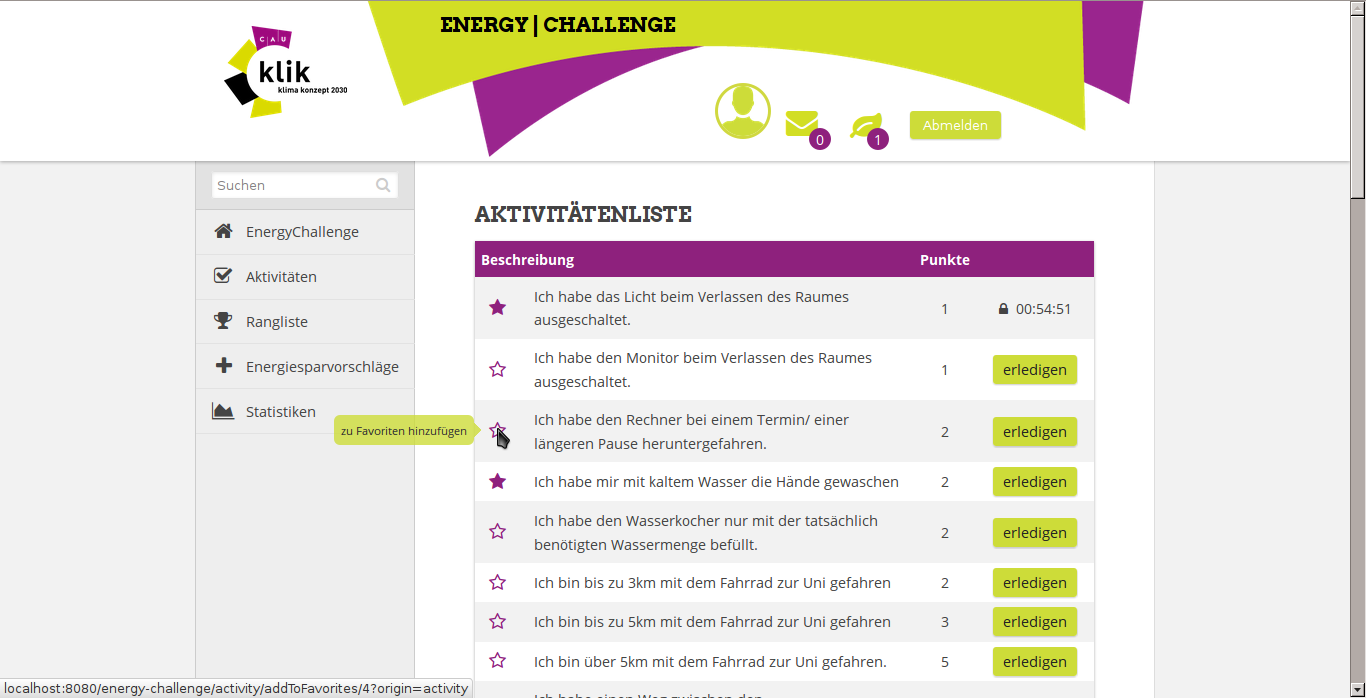 ENERGY | CHALLENGE
C A U
klik
klima konzept 2030
0
1
Abmelden
Suchen
EnergyChallenge
Aktivitäten
Rangliste
Energiesparvorschläge
Statistiken
AKTIVITÄTENLISTE
Beschreibung Punkte
Ich habe das Licht beim Verlassen des Raumes
ausgeschaltet.
1 00:54:51
Ich habe den Monitor beim Verlassen des Raumes
ausgeschaltet.
1 erledigen
zu Favoriten hinzufügen
Ich habe den Rechner bei einem Termin/ einer
längeren Pause heruntergefahren.
2 erledigen
Ich habe mir mit kaltem Wasser die Hände gewaschen 2 erledigen
Ich habe den Wasserkocher nur mit der tatsächlich
benötigten Wassermenge befüllt.
2 erledigen
Ich bin bis zu 3km mit dem Fahrrad zur Uni gefahren 2 erledigen
Ich bin bis zu 5km mit dem Fahrrad zur Uni gefahren 3 erledigen
Ich bin über 5km mit dem Fahrrad zur Uni gefahren. 5 erledigen
Ich habe einen Weg zwischen den
localhost:8080/energy-challenge/activity/addToFavorites/4?origin=activity